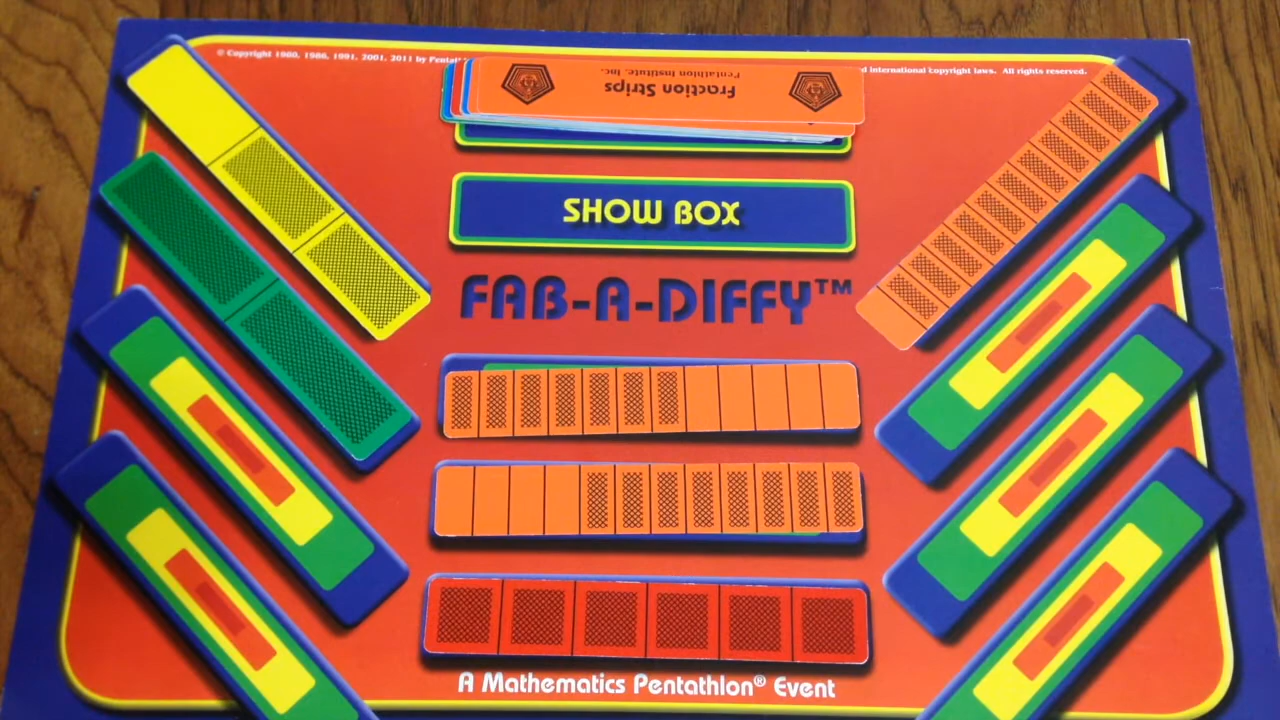 © Copyright 1980, 1986, 1991, 2001, 2011 by
international copyright laws. All rights reserved.
Fraction Strips
Pentathlon Institute, Inc.
SHOW BOX
FAB-A-DIFFY™
A Mathematics Pentathlon® Event